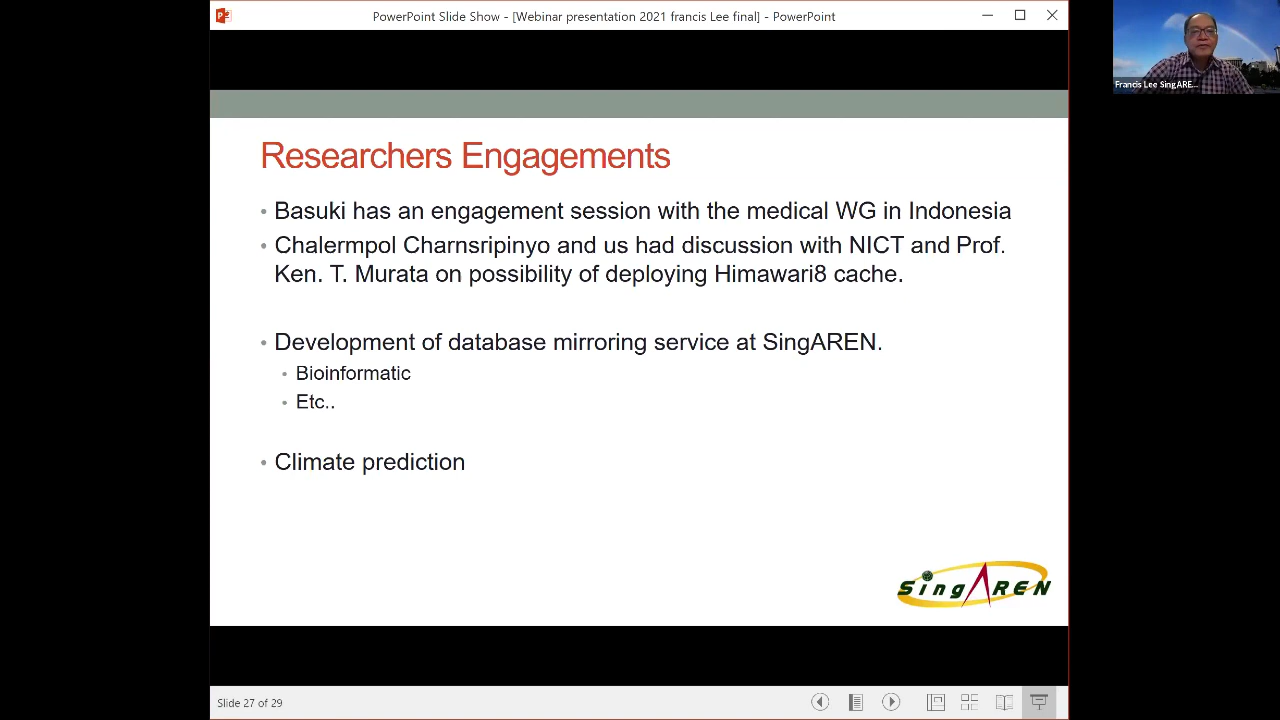 PowerPoint Slide Show - [Webinar presentation 2021 francis Lee final] - PowerPoint
Francis Lee SingARE...
Researchers Engagements
• Basuki has an engagement session with the medical WG in Indonesia
• Chalermpol Charnsripinyo and us had discussion with NICT and Prof.
Ken. T. Murata on possibility of deploying Himawari8 cache.
• Development of database mirroring service at SingAREN.
• Bioinformatic
• Etc..
• Climate prediction
SingAREN
Slide 27 of 29